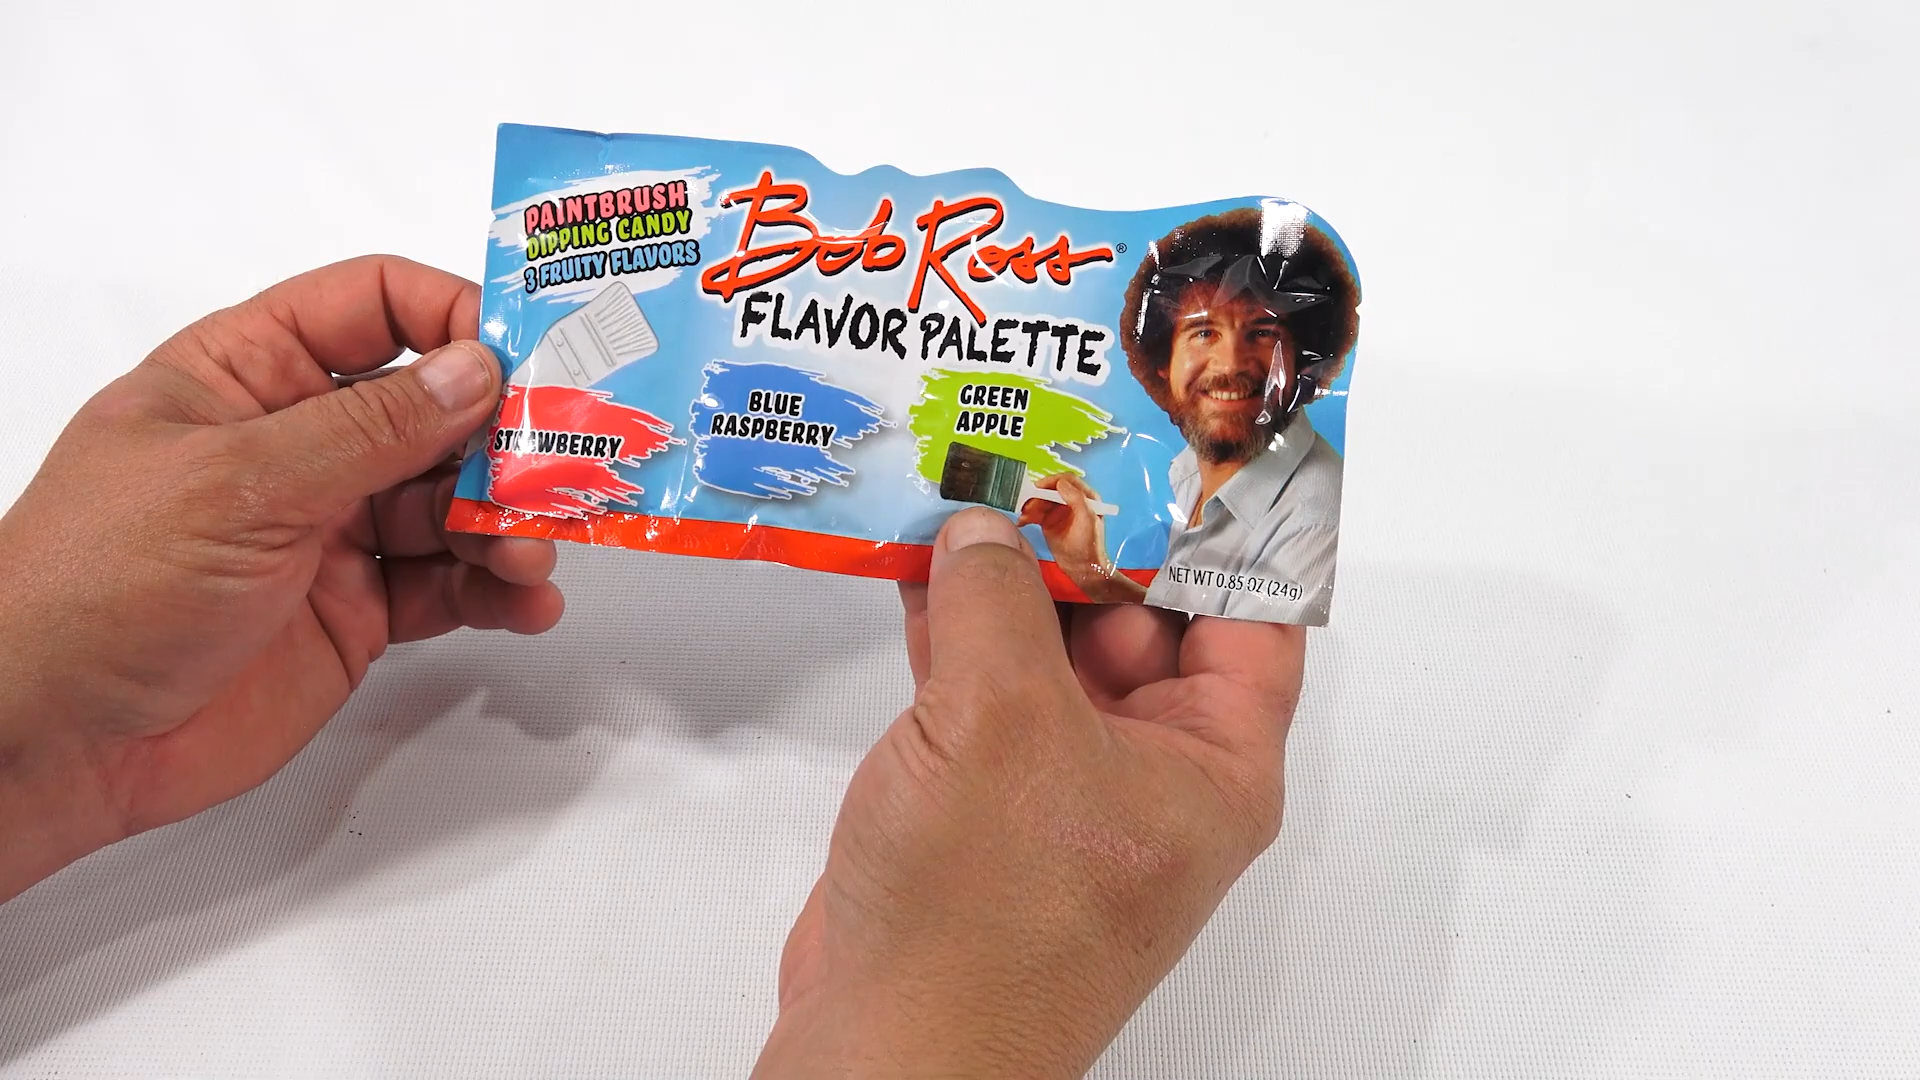 PAINTBRUSH
DIPPING CANDY
3 FRUITY FLAVORS
Bob Ross®
FLAVOR PALETTE
STRAWBERRY
BLUE
RASPBERRY
GREEN
APPLE
NET WT 0.85 OZ (24g)